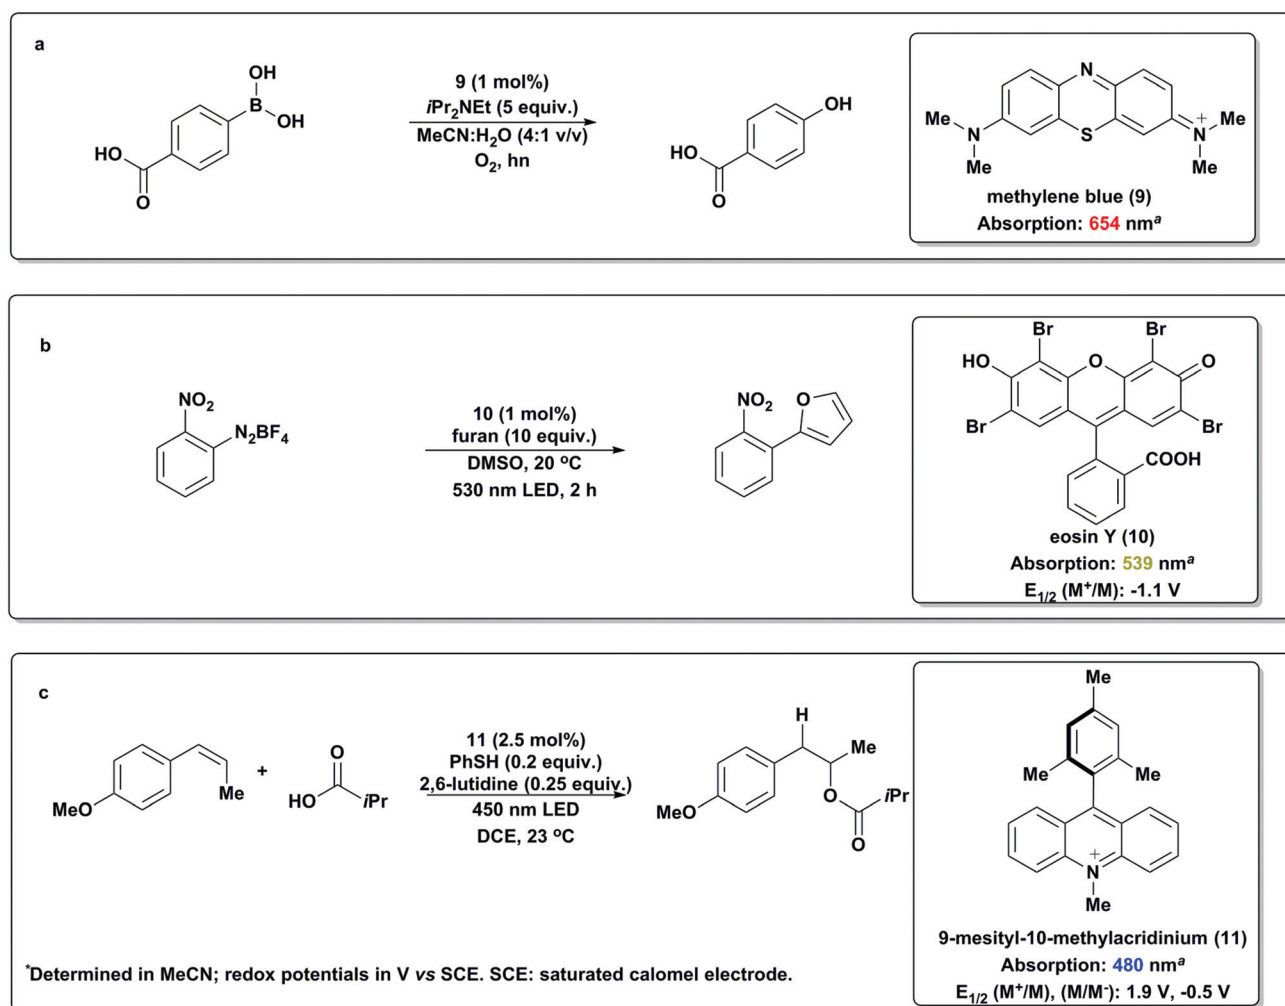 a
OH
B
OH
HO
O
9 (1 mol%)
iPr₂NEt (5 equiv.)
MeCN:H₂O (4:1 v/v)
O₂, hn
OH
HO
O
N
Me
N
Me
S
+
N
Me
Me
methylene blue (9)
Absorption: 654 nmᵃ
b
NO₂
N₂BF₄
10 (1 mol%)
furan (10 equiv.)
DMSO, 20 ºC
530 nm LED, 2 h
NO₂
O
Br
Br
HO
O
O
Br
Br
COOH
eosin Y (10)
Absorption: 539 nmᵃ
E₁/₂ (M⁺/M): -1.1 V
c
MeO
Me
+
O
HO
iPr
11 (2.5 mol%)
PhSH (0.2 equiv.)
2,6-lutidine (0.25 equiv.)
450 nm LED
DCE, 23 ºC
H
Me
MeO
O
iPr
O
Me
Me
Me
+
N
Me
9-mesityl-10-methylacridinium (11)
Absorption: 480 nmᵃ
E₁/₂ (M⁺/M), (M/M⁻): 1.9 V, -0.5 V
*Determined in MeCN; redox potentials in V vs SCE. SCE: saturated calomel electrode.